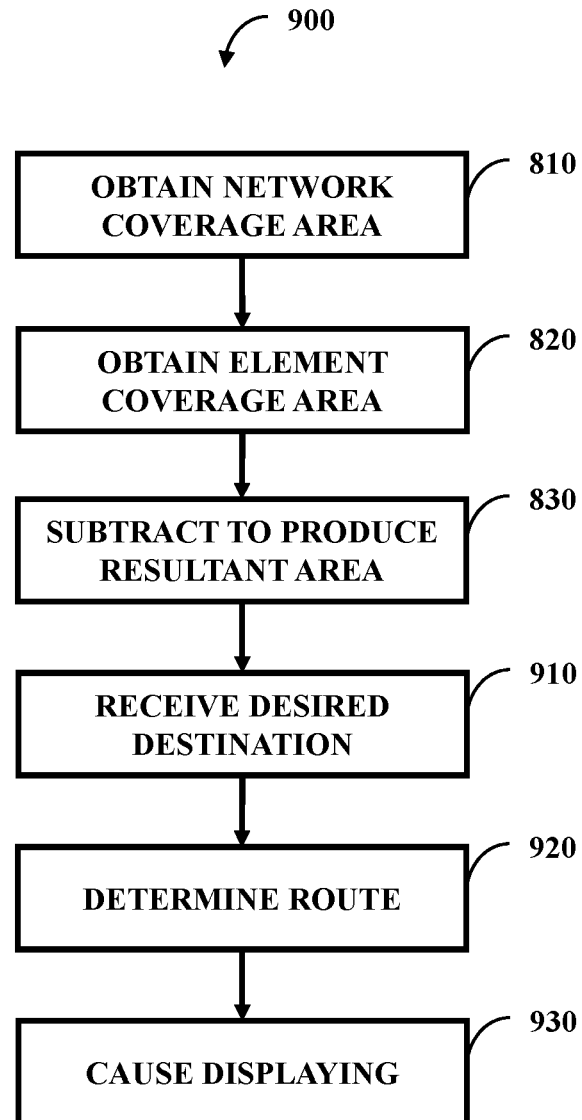 900
810
OBTAIN NETWORK
COVERAGE AREA
820
OBTAIN ELEMENT
COVERAGE AREA
830
SUBTRACT TO PRODUCE
RESULTANT AREA
910
RECEIVE DESIRED
DESTINATION
920
DETERMINE ROUTE
930
CAUSE DISPLAYING